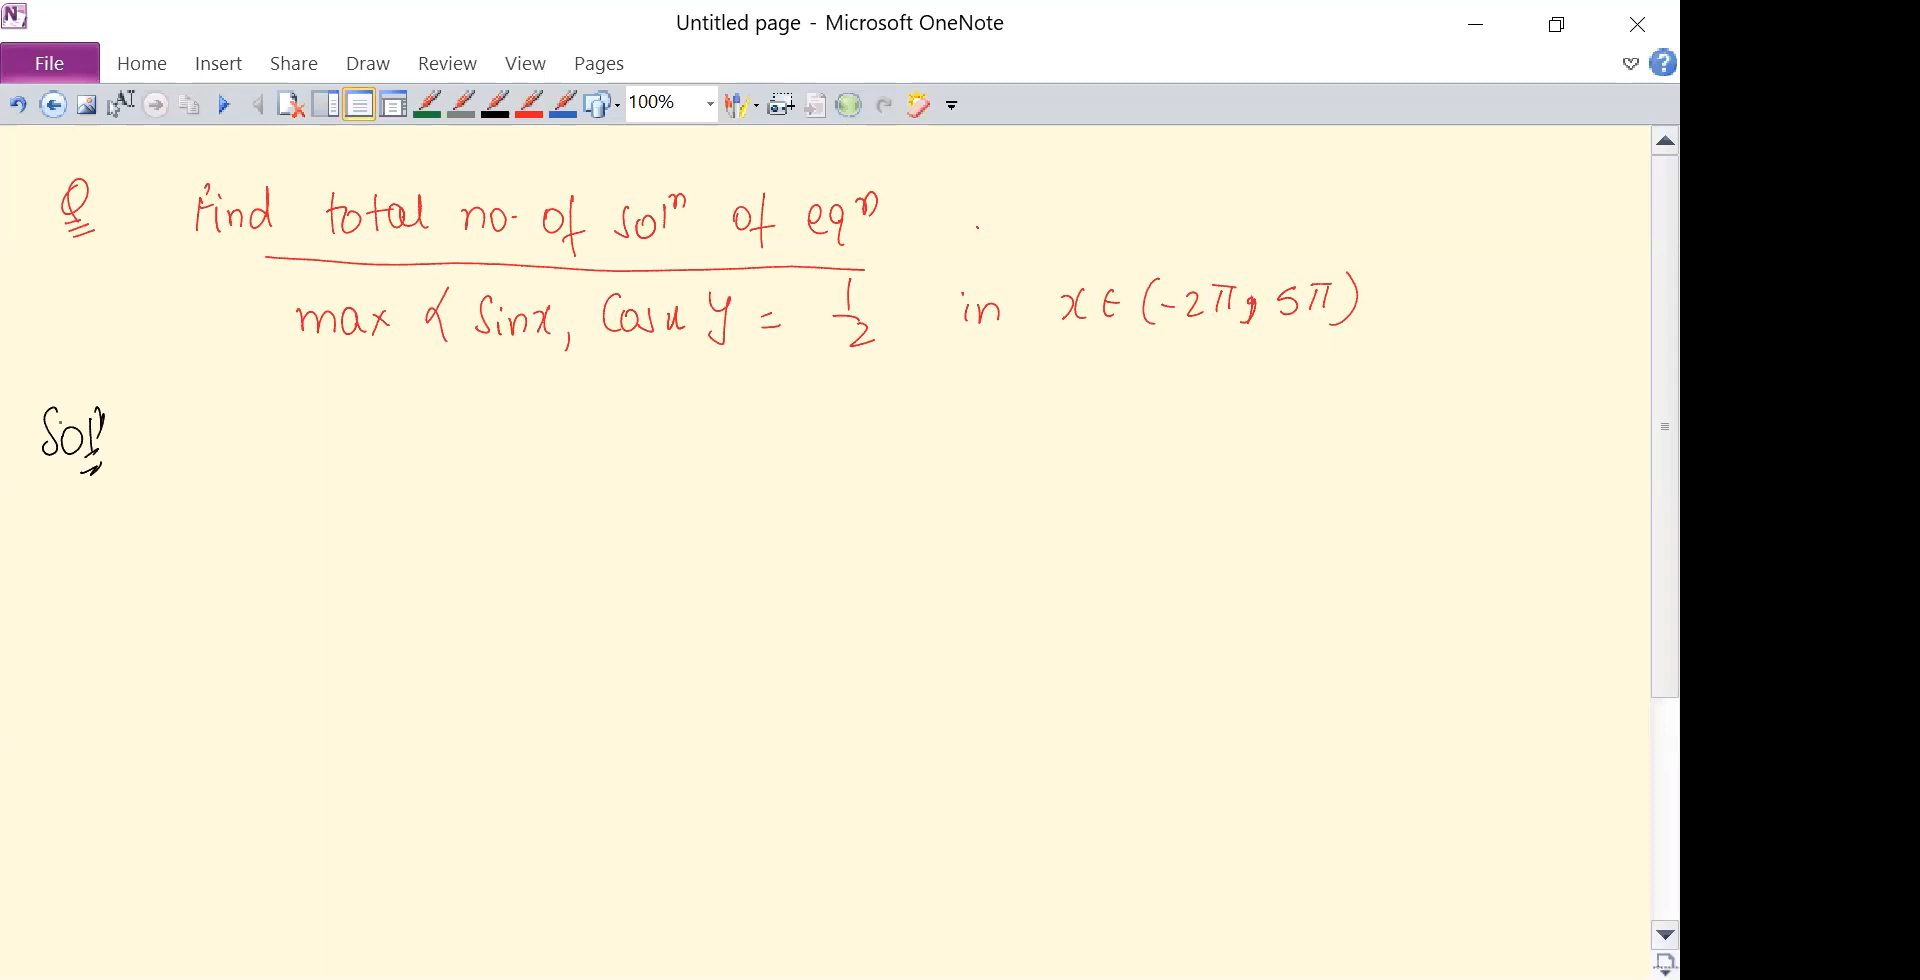 Untitled page - Microsoft OneNote
File Home Insert Share Draw Review View Pages
100%
Q Find total no. of solⁿ of eqⁿ
max { sinx, cosx } = 1/2 in x ∈ (-2π, 5π)
Solⁿ